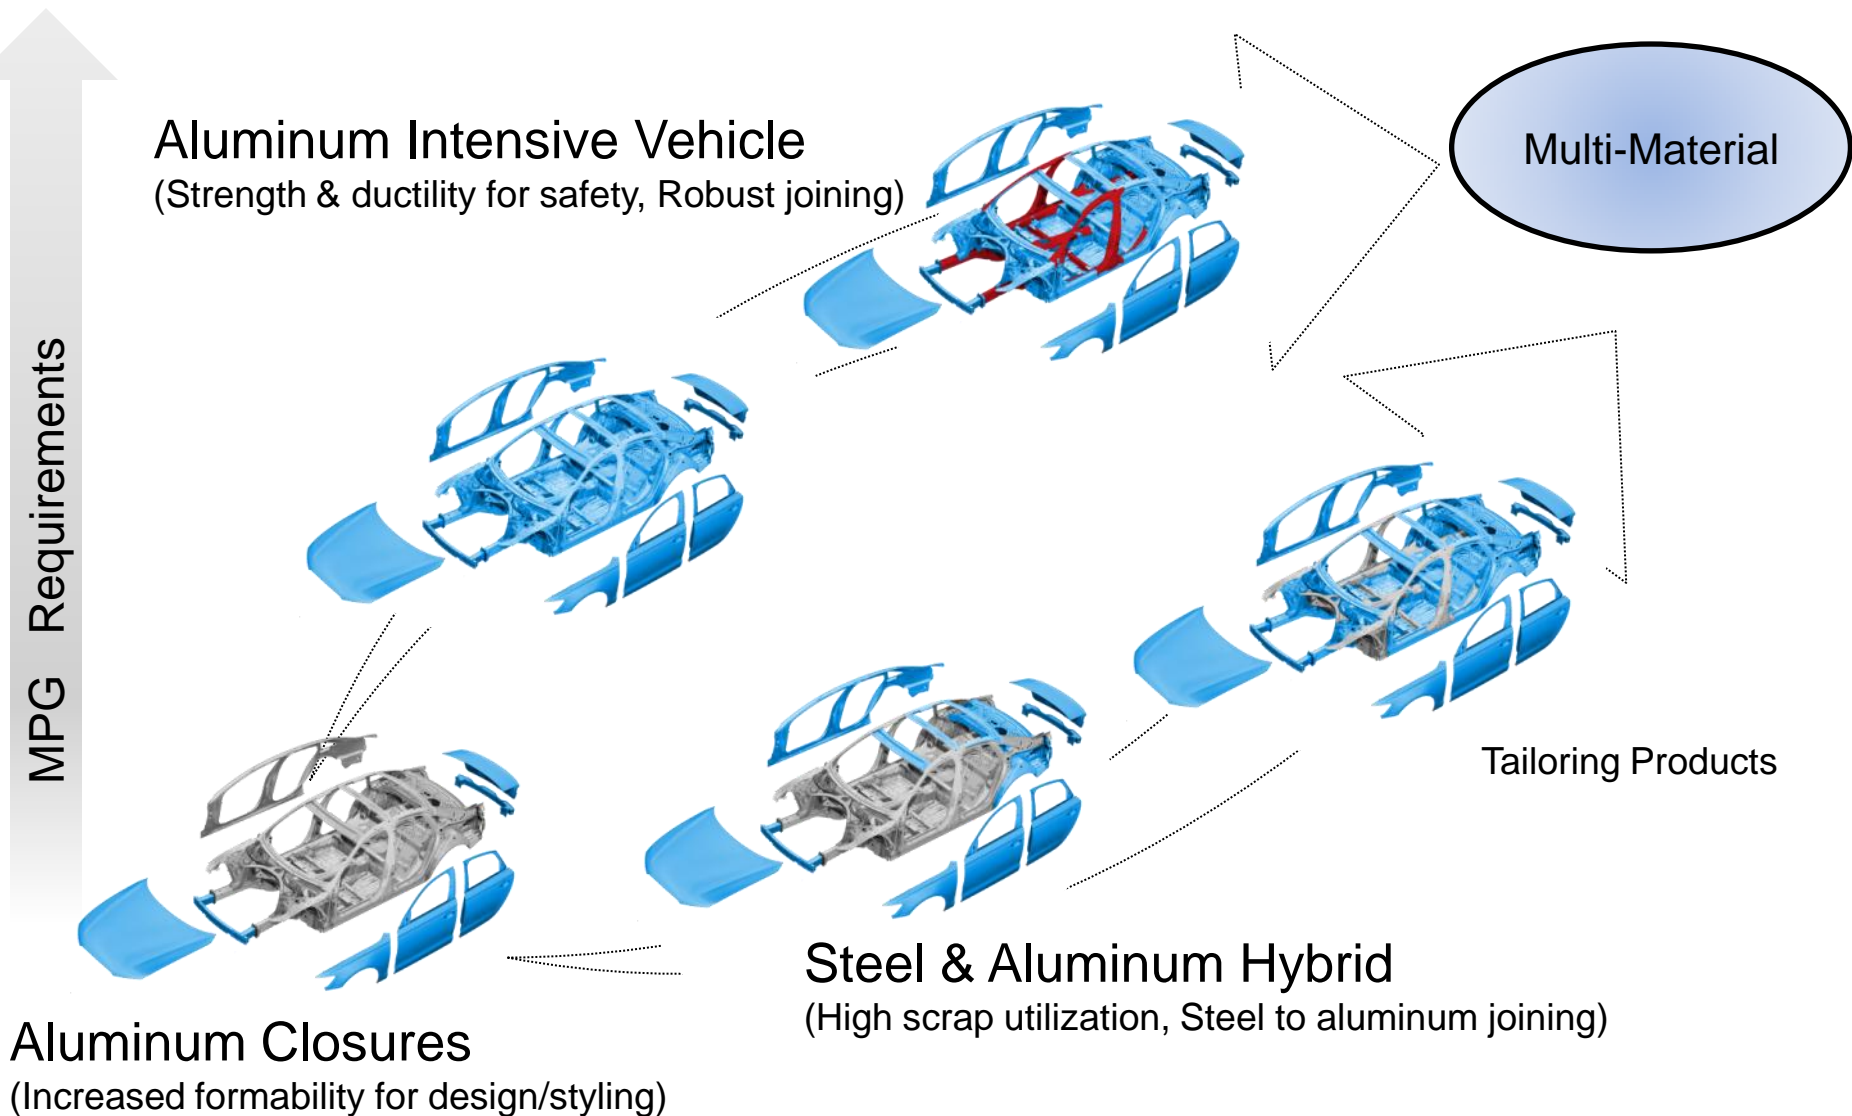 Aluminum Intensive Vehicle
(Strength & ductility for safety, Robust joining)
Multi-Material
MPG Requirements
Tailoring Products
Steel & Aluminum Hybrid
(High scrap utilization, Steel to aluminum joining)
Aluminum Closures
(Increased formability for design/styling)